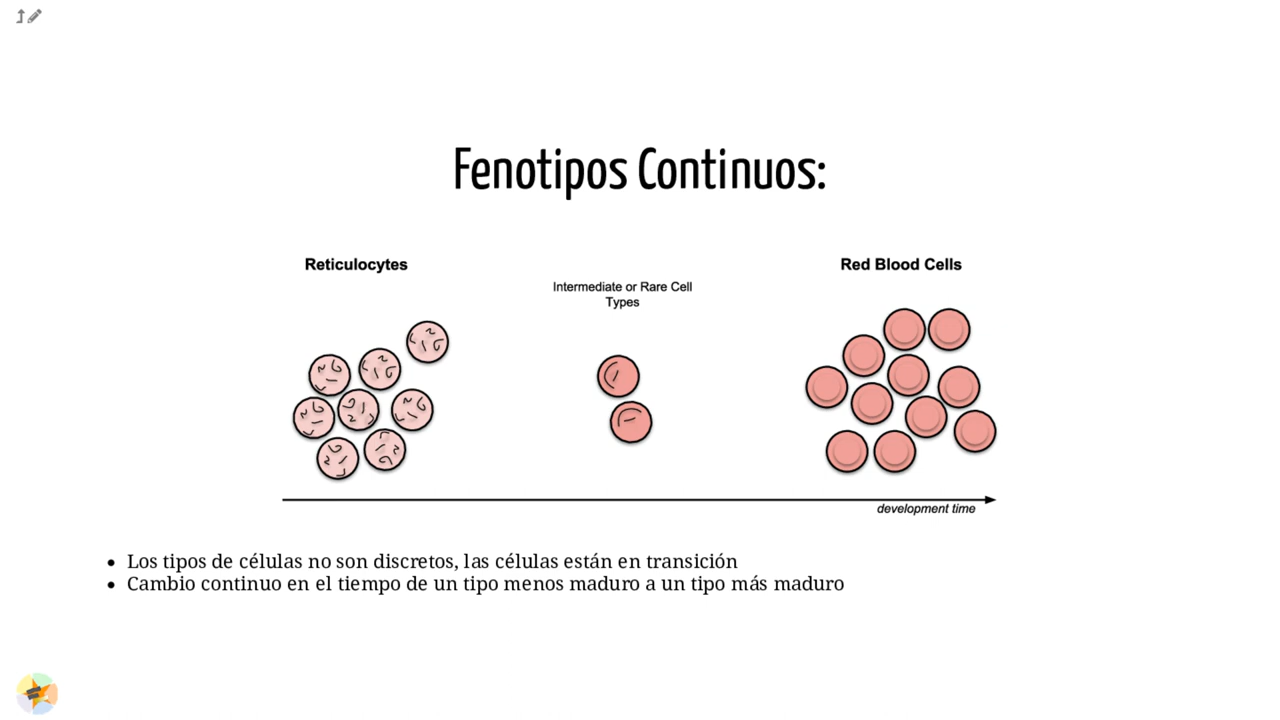 Fenotipos Continuos:
Reticulocytes
Intermediate or Rare Cell
Types
Red Blood Cells
development time
Los tipos de células no son discretos, las células están en transición
Cambio continuo en el tiempo de un tipo menos maduro a un tipo más maduro